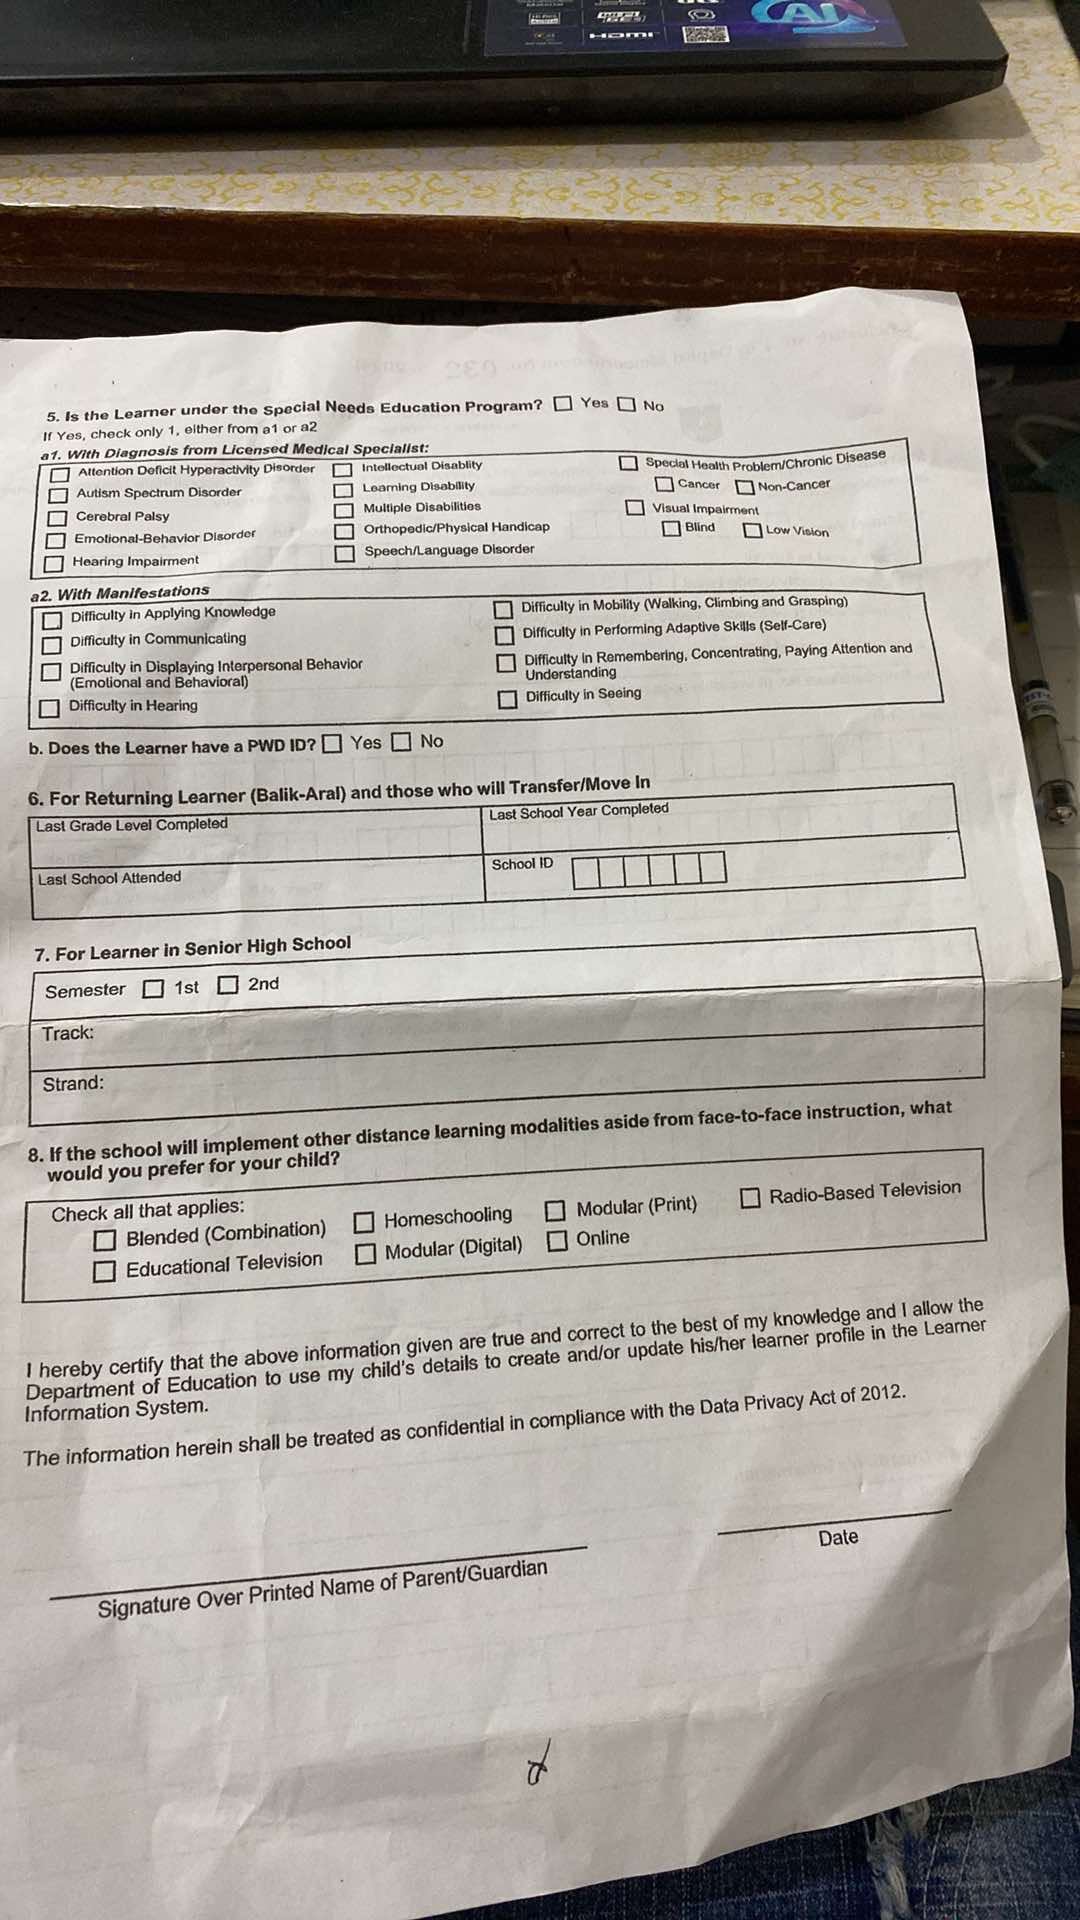 HDMI
AI
032
5. Is the Learner under the Special Needs Education Program? Yes No
If Yes, check only 1, either from a1 or a2
a1. With Diagnosis from Licensed Medical Specialist:
Attention Deficit Hyperactivity Disorder Intellectual Disablity Special Health Problem/Chronic Disease
Autism Spectrum Disorder Learning Disability Cancer Non-Cancer
Cerebral Palsy Multiple Disabilities Visual Impairment
Emotional-Behavior Disorder Orthopedic/Physical Handicap Blind Low Vision
Hearing Impairment Speech/Language Disorder
a2. With Manifestations
Difficulty in Applying Knowledge Difficulty in Mobility (Walking, Climbing and Grasping)
Difficulty in Communicating Difficulty in Performing Adaptive Skills (Self-Care)
Difficulty in Displaying Interpersonal Behavior Difficulty in Remembering, Concentrating, Paying Attention and
(Emotional and Behavioral) Understanding
Difficulty in Hearing Difficulty in Seeing
b. Does the Learner have a PWD ID? Yes No
6. For Returning Learner (Balik-Aral) and those who will Transfer/Move In
Last Grade Level Completed Last School Year Completed
Last School Attended School ID
7. For Learner in Senior High School
Semester 1st 2nd
Track:
Strand:
8. If the school will implement other distance learning modalities aside from face-to-face instruction, what
would you prefer for your child?
Check all that applies:
Blended (Combination) Homeschooling Modular (Print) Radio-Based Television
Educational Television Modular (Digital) Online
I hereby certify that the above information given are true and correct to the best of my knowledge and I allow the
Department of Education to use my child's details to create and/or update his/her learner profile in the Learner
Information System.
The information herein shall be treated as confidential in compliance with the Data Privacy Act of 2012.
Date
Signature Over Printed Name of Parent/Guardian